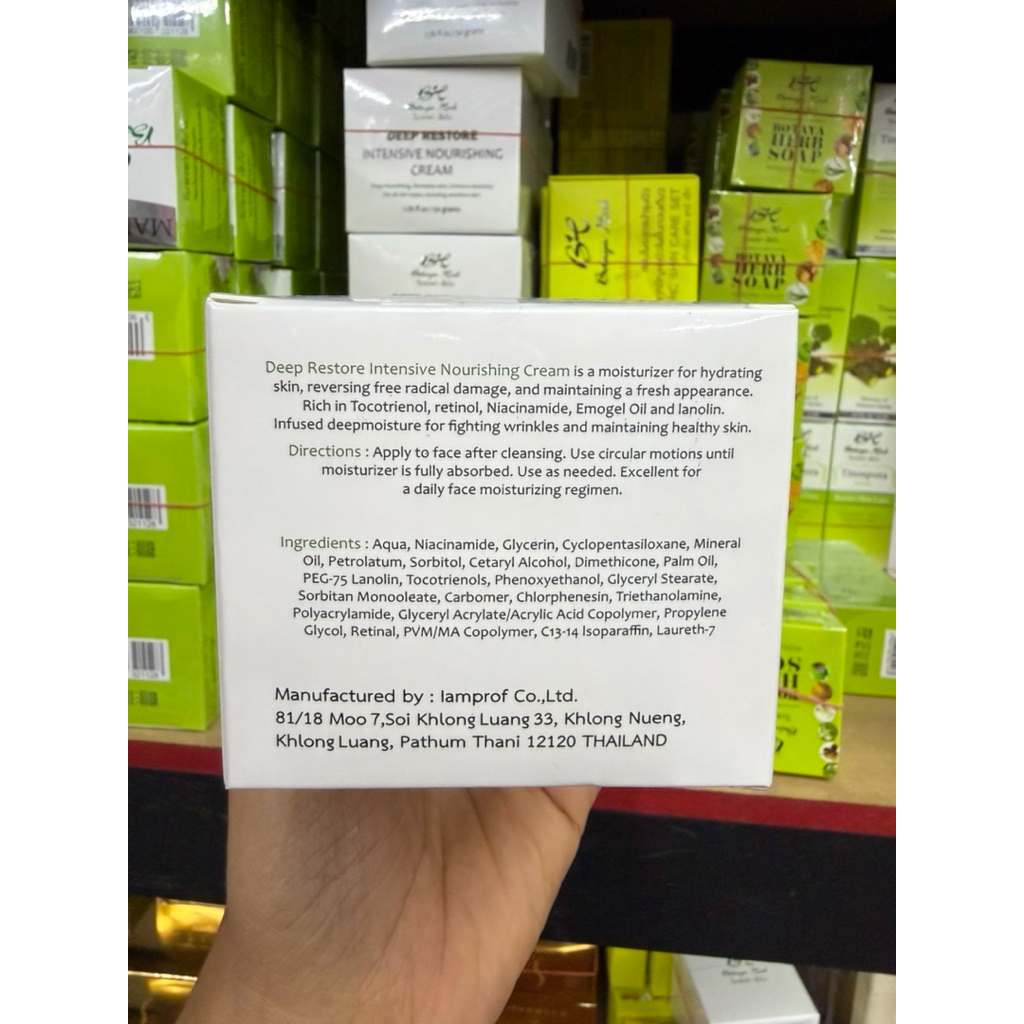 DEEP RESTORE
INTENSIVE NOURISHING
CREAM
BOTAYA
HERB
SOAP
BOTAYA
HERB
SOAP
SKIN CARE SET
Deep Restore Intensive Nourishing Cream is a moisturizer for hydrating
skin, reversing free radical damage, and maintaining a fresh appearance.
Rich in Tocotrienol, retinol, Niacinamide, Emogel Oil and lanolin.
Infused deepmoisture for fighting wrinkles and maintaining healthy skin.
Directions : Apply to face after cleansing. Use circular motions until
moisturizer is fully absorbed. Use as needed. Excellent for
a daily face moisturizing regimen.
Ingredients : Aqua, Niacinamide, Glycerin, Cyclopentasiloxane, Mineral
Oil, Petrolatum, Sorbitol, Cetaryl Alcohol, Dimethicone, Palm Oil,
PEG-75 Lanolin, Tocotrienols, Phenoxyethanol, Glyceryl Stearate,
Sorbitan Monooleate, Carbomer, Chlorphenesin, Triethanolamine,
Polyacrylamide, Glyceryl Acrylate/Acrylic Acid Copolymer, Propylene
Glycol, Retinal, PVM/MA Copolymer, C13-14 Isoparaffin, Laureth-7
Manufactured by : Iamprof Co.,Ltd.
81/18 Moo 7,Soi Khlong Luang 33, Khlong Nueng,
Khlong Luang, Pathum Thani 12120 THAILAND